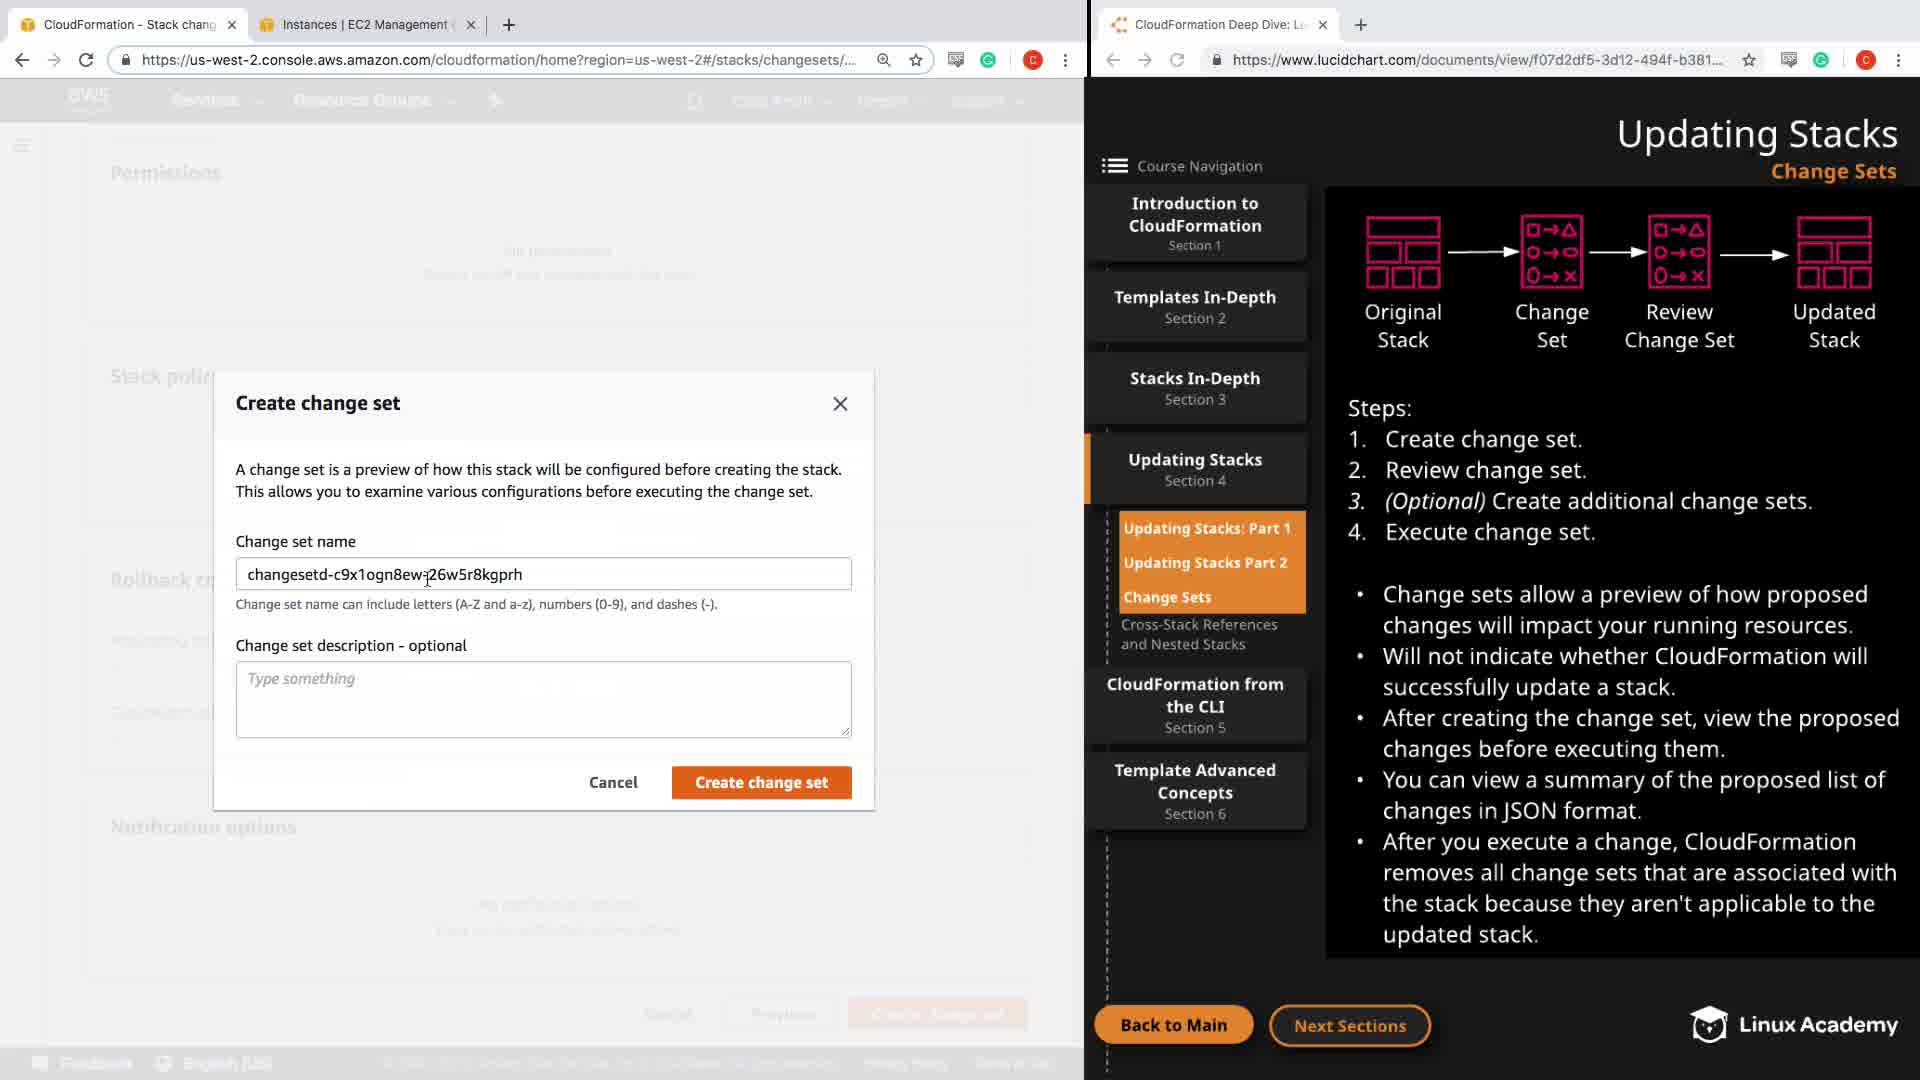 CloudFormation - Stack chang
Instances | EC2 Management
https://us-west-2.console.aws.amazon.com/cloudformation/home?region=us-west-2#/stacks/changesets/...
C
aws
Services
Resource Groups
Permissions
Stack polic
Rollback co
Notification options
Create change set
A change set is a preview of how this stack will be configured before creating the stack.
This allows you to examine various configurations before executing the change set.
Change set name
changesetd-c9x1ogn8ew-26w5r8kgprh
Change set name can include letters (A-Z and a-z), numbers (0-9), and dashes (-).
Change set description - optional
Type something
Cancel
Create change set
Cancel
Previous
Create change set
Feedback
English (US)
Privacy Policy
Terms of Use
CloudFormation Deep Dive: Le
https://www.lucidchart.com/documents/view/f07d2df5-3d12-494f-b381...
C
Updating Stacks
Change Sets
Course Navigation
Introduction to
CloudFormation
Section 1
Templates In-Depth
Section 2
Stacks In-Depth
Section 3
Updating Stacks
Section 4
Updating Stacks: Part 1
Updating Stacks Part 2
Change Sets
Cross-Stack References
and Nested Stacks
CloudFormation from
the CLI
Section 5
Template Advanced
Concepts
Section 6
Original
Stack
Change
Set
Review
Change Set
Updated
Stack
Steps:
1. Create change set.
2. Review change set.
3. (Optional) Create additional change sets.
4. Execute change set.
• Change sets allow a preview of how proposed
changes will impact your running resources.
• Will not indicate whether CloudFormation will
successfully update a stack.
• After creating the change set, view the proposed
changes before executing them.
• You can view a summary of the proposed list of
changes in JSON format.
• After you execute a change, CloudFormation
removes all change sets that are associated with
the stack because they aren't applicable to the
updated stack.
Back to Main
Next Sections
Linux Academy